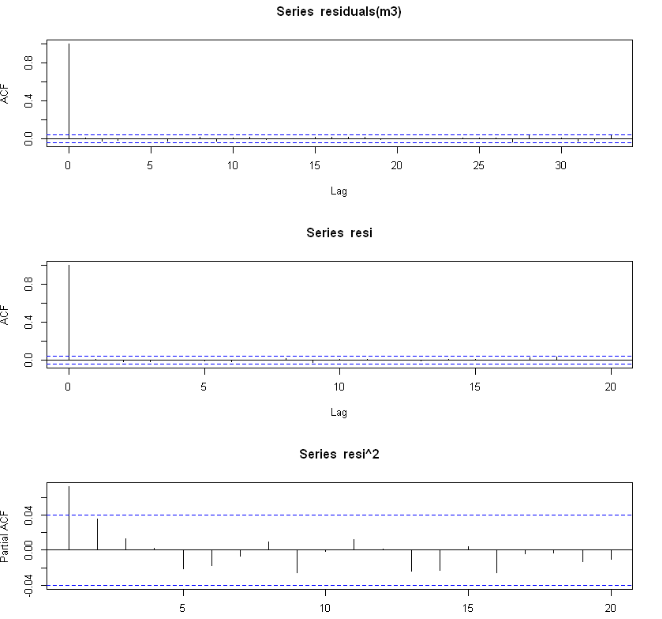 Series residuals(m3)
ACF
0.8
0.4
0.0
0 5 10 15 20 25 30
Lag
Series resi
ACF
0.8
0.4
0.0
0 5 10 15 20
Lag
Series resi^2
Partial ACF
0.04
0.00
-0.04
5 10 15 20